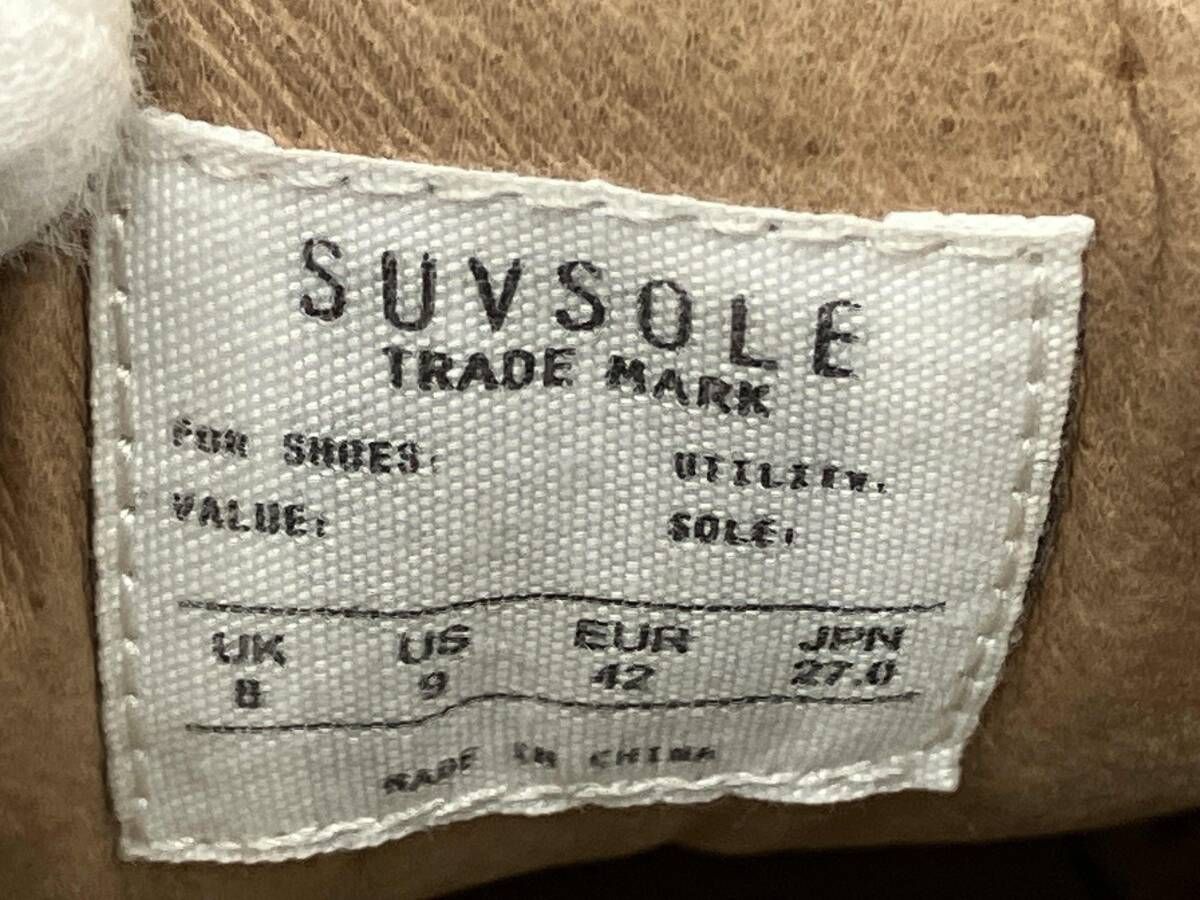 SUVSOLE
TRADE MARK
FOR SHOES: UTILITY:
VALUE: SOLE:
UK US EUR JPN
8 9 42 27.0
MADE IN CHINA